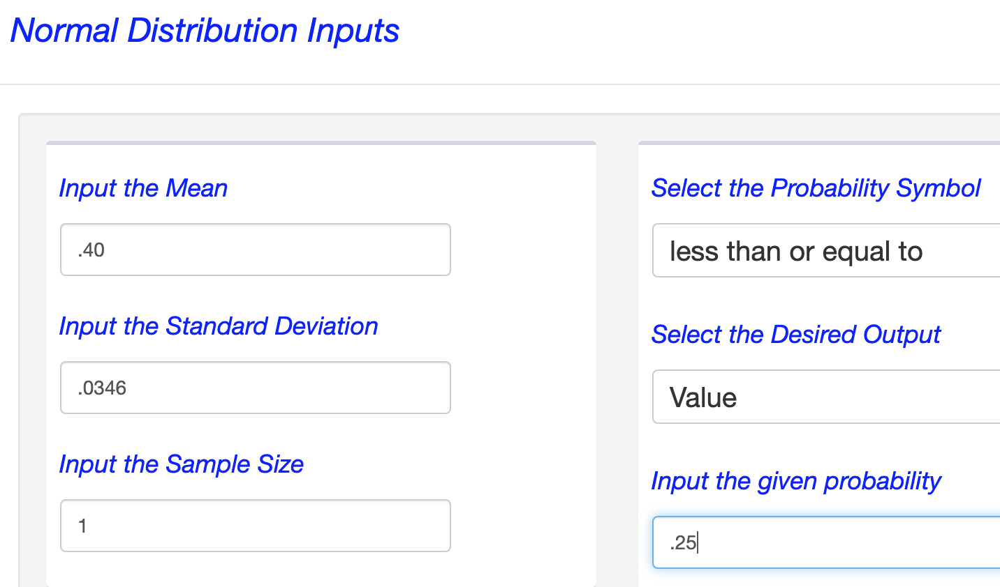 Normal Distribution Inputs
Input the Mean
.40
Input the Standard Deviation
.0346
Input the Sample Size
1
Select the Probability Symbol
less than or equal to
Select the Desired Output
Value
Input the given probability
.25